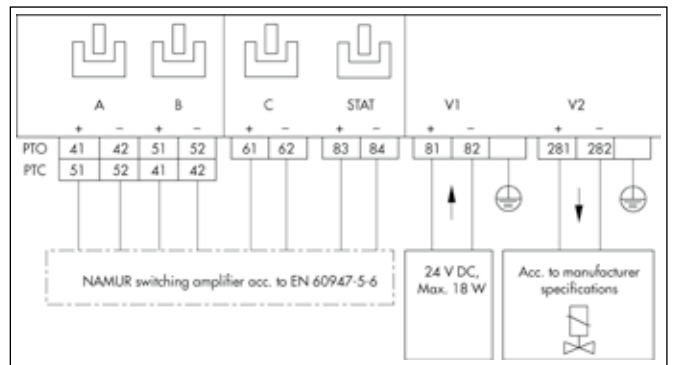 A B C STAT V1 V2
+ − + − + − + − + − + −
PTO 41 42 51 52 61 62 83 84 81 82 281 282
PTC 51 52 41 42
NAMUR switching amplifier acc. to EN 60947-5-6
24 V DC,
Max. 18 W
Acc. to manufacturer
specifications